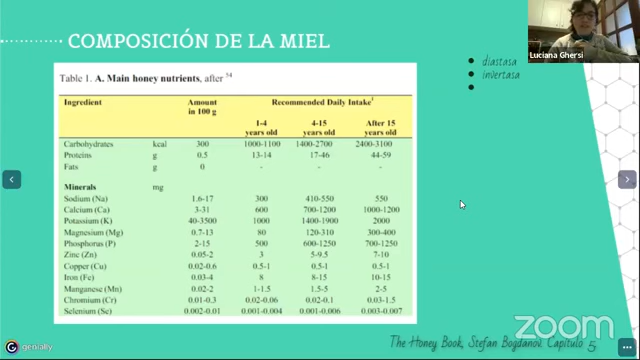 COMPOSICIÓN DE LA MIEL
Luciana Ghersi
diastasa
invertasa
Table 1. A. Main honey nutrients, after 54
Ingredient Amount in 100 g Recommended Daily Intake1
1-4 years old 4-15 years old After 15 years old
Carbohydrates kcal 300 1000-1100 1400-2700 2400-3100
Proteins g 0.5 13-14 17-46 44-59
Fats g 0 - - -
Minerals mg
Sodium (Na) 1.6-17 300 410-550 550
Calcium (Ca) 3-31 600 700-1200 1000-1200
Potassium (K) 40-3500 1000 1400-1900 2000
Magnesium (Mg) 0.7-13 80 120-310 300-400
Phosphorus (P) 2-15 500 600-1250 700-1250
Zinc (Zn) 0.05-2 3 5-9.5 7-10
Copper (Cu) 0.02-0.6 0.5-1 0.5-1 0.5-1
Iron (Fe) 0.03-4 8 8-15 10-15
Manganese (Mn) 0.02-2 1-1.5 1.5-5 2-5
Chromium (Cr) 0.01-0.3 0.02-0.06 0.02-0.1 0.03-1.5
Selenium (Se) 0.002-0.01 0.001-0.004 0.001-0.006 0.003-0.007
zoom
genially
The Honey Book, Stefan Bogdanov. Capítulo 5